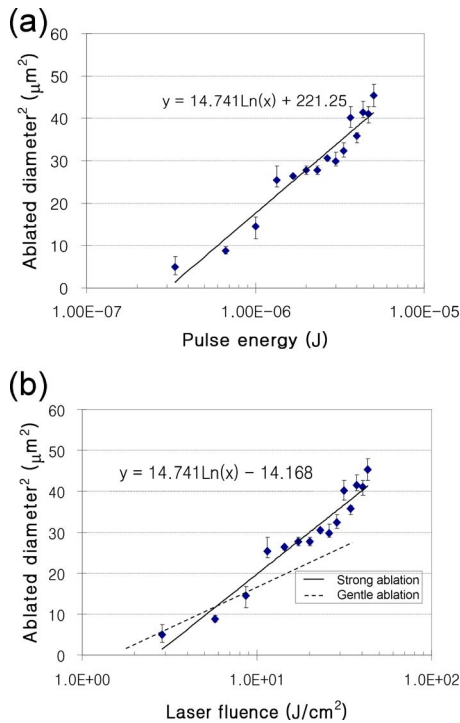 (a)
Ablated diameter² (μm²)
60
50
40
30
20
10
0
y = 14.741Ln(x) + 221.25
1.00E-07
1.00E-06
1.00E-05
Pulse energy (J)
(b)
Ablated diameter² (μm²)
60
50
40
30
20
10
0
y = 14.741Ln(x) − 14.168
Strong ablation
Gentle ablation
1.0E+00
1.0E+01
1.0E+02
Laser fluence (J/cm²)